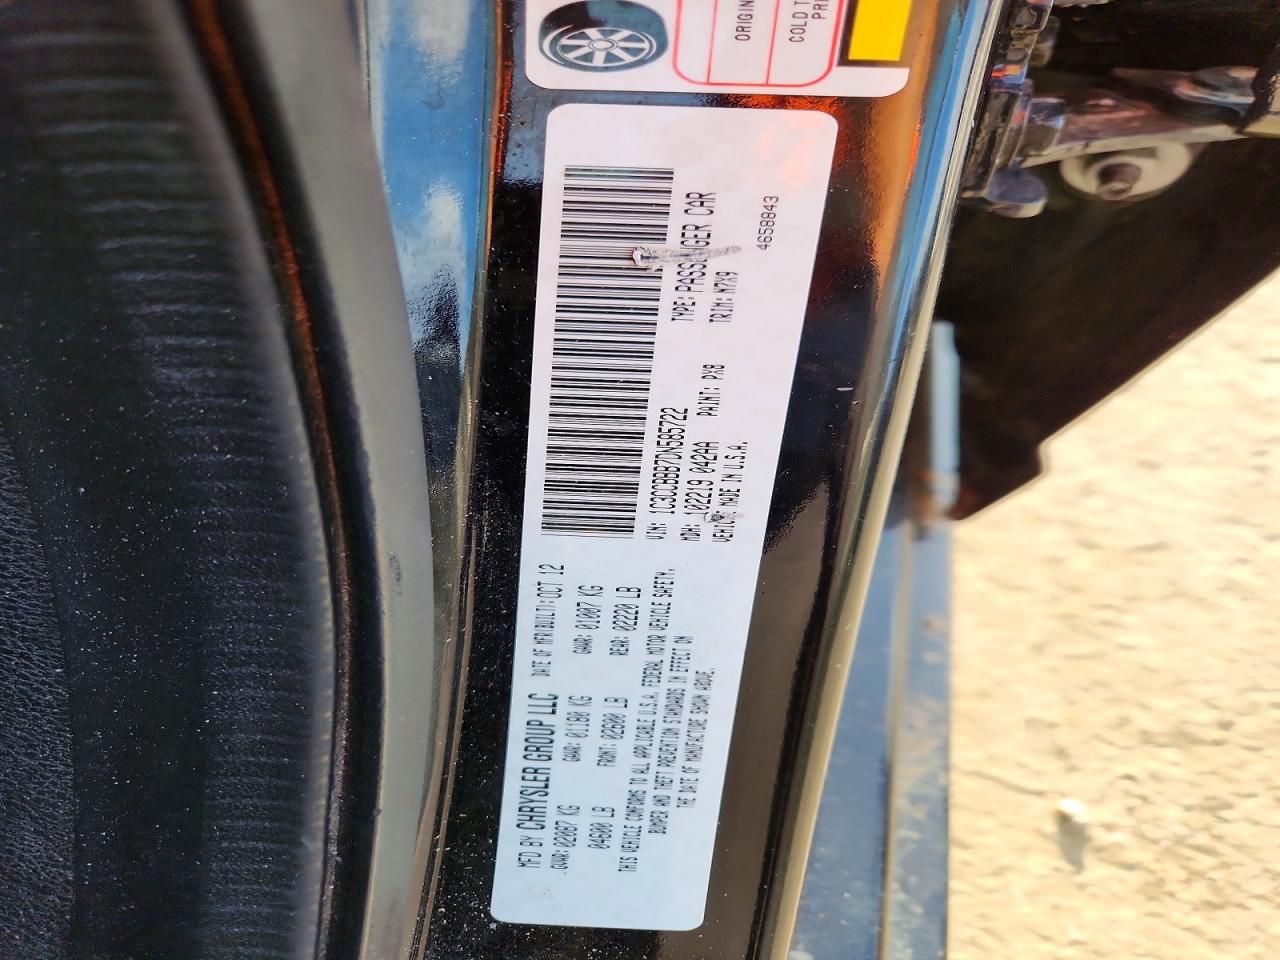 ORIGIN
COLD T
PRE
MFD BY CHRYSLER GROUP LLC DATE OF MFR(BUILT): OCT 12
GVWR: 02087 KG GAWR: 01180 KG GAWR: 01007 KG
04600 LB FRONT: 02600 LB REAR: 02220 LB
THIS VEHICLE CONFORMS TO ALL APPLICABLE U.S.A. FEDERAL MOTOR VEHICLE SAFETY,
BUMPER AND THEFT PREVENTION STANDARDS IN EFFECT ON
THE DATE OF MANUFACTURE SHOWN ABOVE.
VIN: 1C3CCBBB7DN585722 TYPE: PASSENGER CAR
MDH: 102219 042AA PAINT: PX8 TRIM: M7X9
VEHICLE MADE IN U.S.A.
4658843